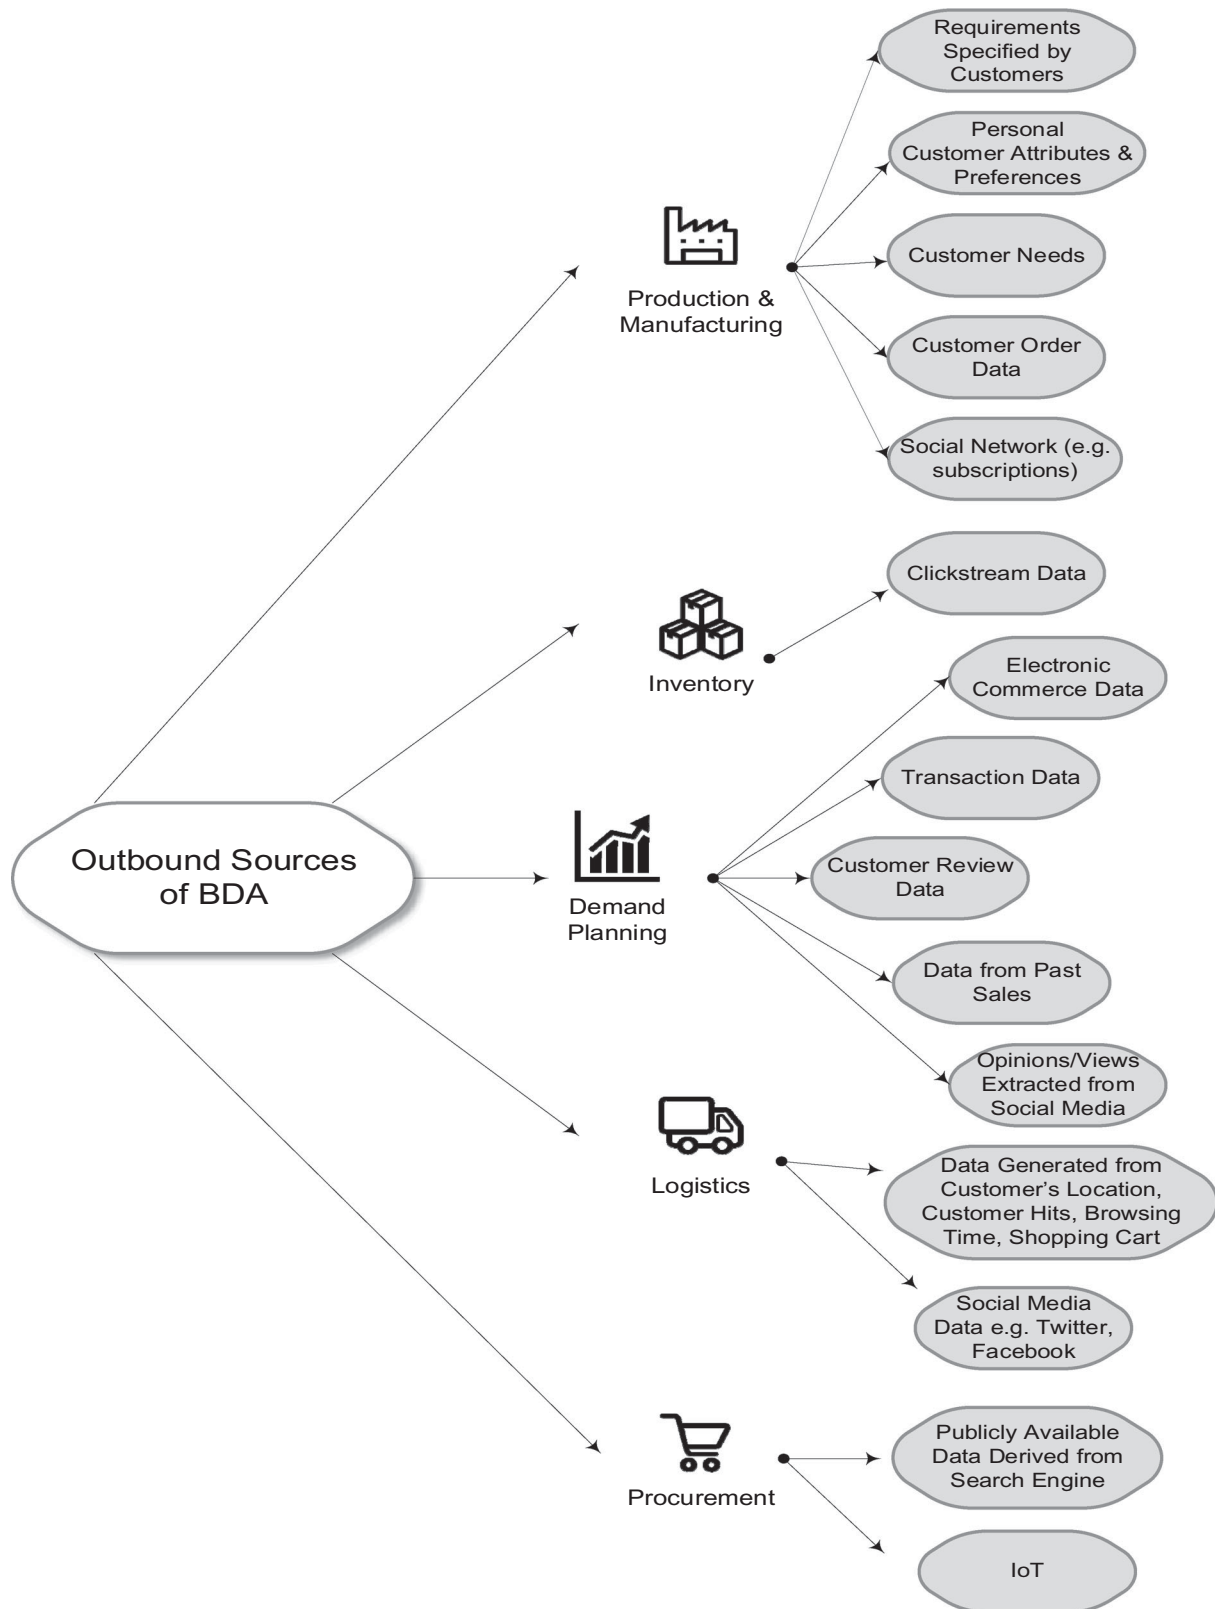 Requirements
Specified by
Customers
Personal
Customer Attributes &
Preferences
Production &
Manufacturing
Customer Needs
Customer Order
Data
Social Network (e.g.
subscriptions)
Inventory
Clickstream Data
Outbound Sources
of BDA
Demand
Planning
Electronic
Commerce Data
Transaction Data
Customer Review
Data
Data from Past
Sales
Opinions/Views
Extracted from
Social Media
Logistics
Data Generated from
Customer’s Location,
Customer Hits, Browsing
Time, Shopping Cart
Social Media
Data e.g. Twitter,
Facebook
Procurement
Publicly Available
Data Derived from
Search Engine
IoT